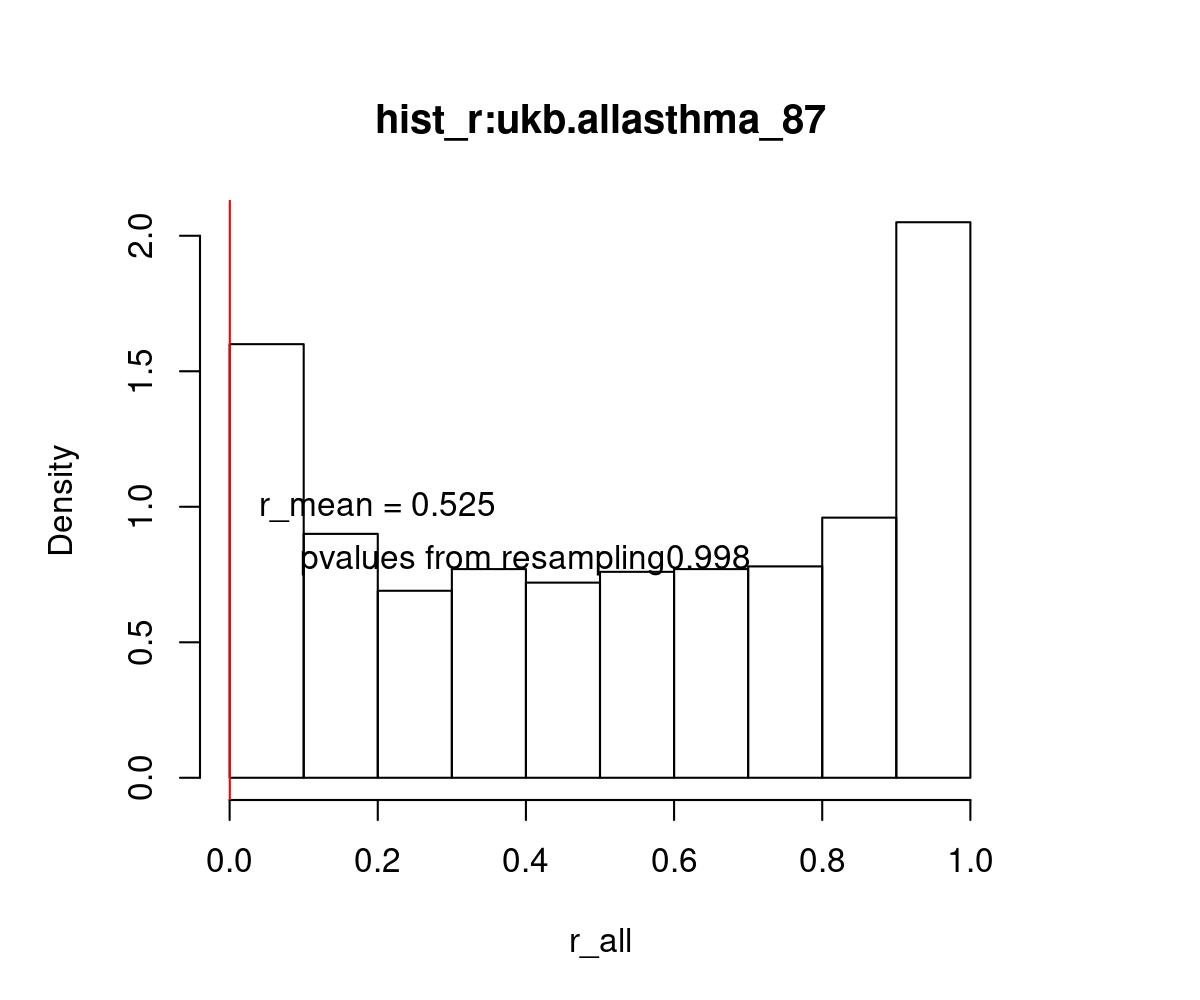 hist_r:ukb.allasthma_87
2.0
1.5
1.0
0.5
0.0
Density
r_mean = 0.525
pvalues from resampling0.998
0.0 0.2 0.4 0.6 0.8 1.0
r_all